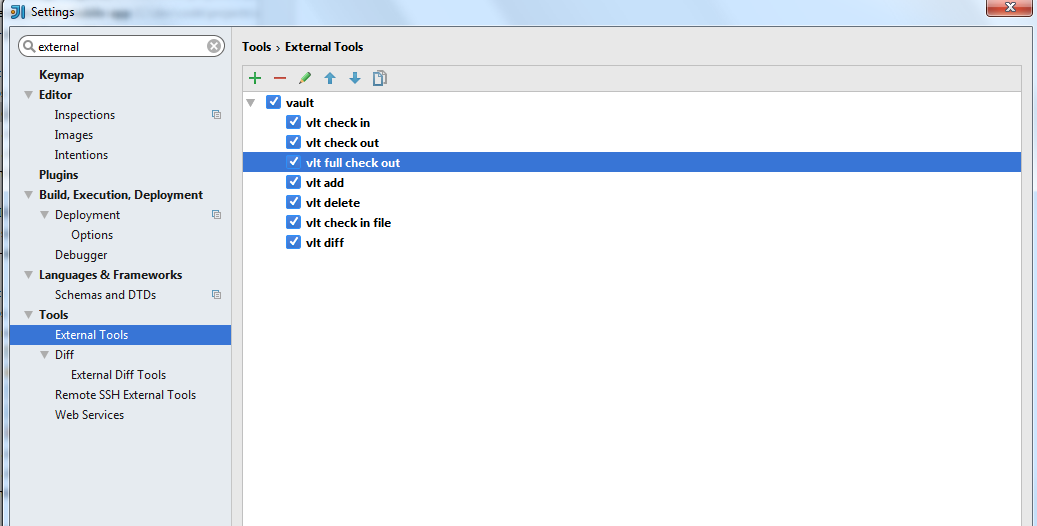 Settings
external
Keymap
Editor
Inspections
Images
Intentions
Plugins
Build, Execution, Deployment
Deployment
Options
Debugger
Languages & Frameworks
Schemas and DTDs
Tools
External Tools
Diff
External Diff Tools
Remote SSH External Tools
Web Services
Tools › External Tools
vault
vlt check in
vlt check out
vlt full check out
vlt add
vlt delete
vlt check in file
vlt diff